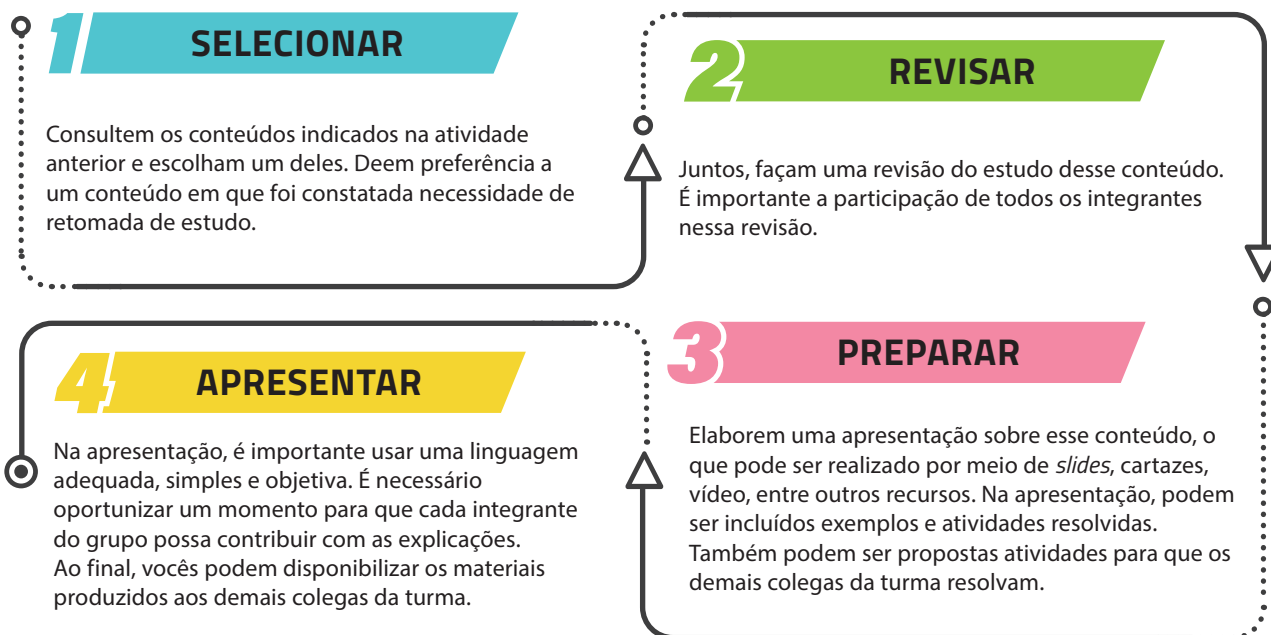 1 SELECIONAR
Consultem os conteúdos indicados na atividade
anterior e escolham um deles. Deem preferência a
um conteúdo em que foi constatada necessidade de
retomada de estudo.
2 REVISAR
Juntos, façam uma revisão do estudo desse conteúdo.
É importante a participação de todos os integrantes
nessa revisão.
3 PREPARAR
Elaborem uma apresentação sobre esse conteúdo, o
que pode ser realizado por meio de slides, cartazes,
vídeo, entre outros recursos. Na apresentação, podem
ser incluídos exemplos e atividades resolvidas.
Também podem ser propostas atividades para que os
demais colegas da turma resolvam.
4 APRESENTAR
Na apresentação, é importante usar uma linguagem
adequada, simples e objetiva. É necessário
oportunizar um momento para que cada integrante
do grupo possa contribuir com as explicações.
Ao final, vocês podem disponibilizar os materiais
produzidos aos demais colegas da turma.